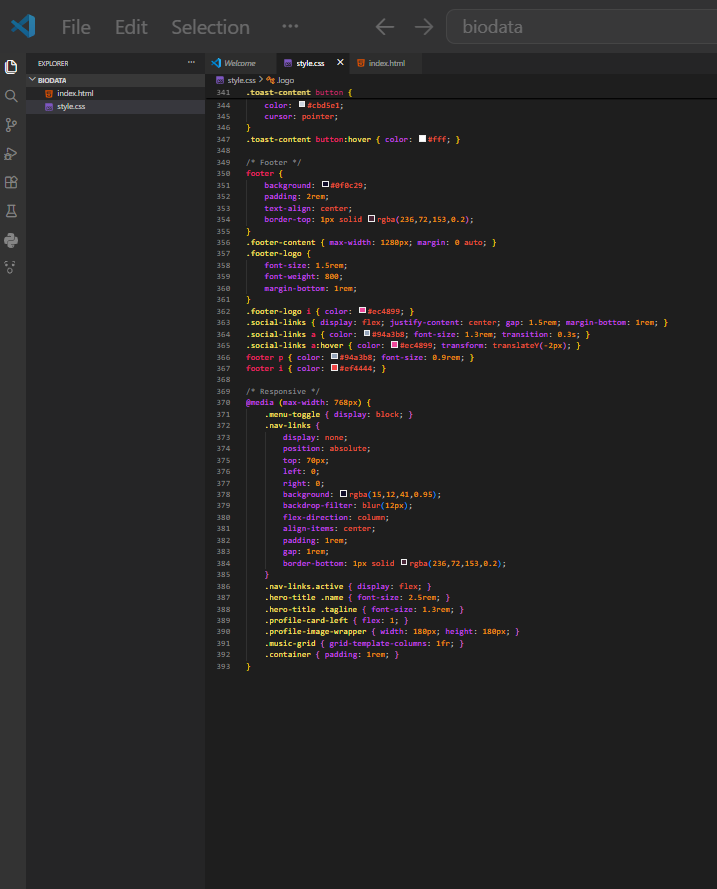 File Edit Selection ··· ← → biodata
EXPLORER ···
BIODATA
index.html
style.css
Welcome style.css × index.html
style.css > .logo
341 .toast-content button {
344 color: #cbd5e1;
345 cursor: pointer;
346 }
347 .toast-content button:hover { color: #fff; }
348
349 /* Footer */
350 footer {
351 background: #0f0c29;
352 padding: 2rem;
353 text-align: center;
354 border-top: 1px solid rgba(236,72,153,0.2);
355 }
356 .footer-content { max-width: 1280px; margin: 0 auto; }
357 .footer-logo {
358 font-size: 1.5rem;
359 font-weight: 800;
360 margin-bottom: 1rem;
361 }
362 .footer-logo i { color: #ec4899; }
363 .social-links { display: flex; justify-content: center; gap: 1.5rem; margin-bottom: 1rem; }
364 .social-links a { color: #94a3b8; font-size: 1.3rem; transition: 0.3s; }
365 .social-links a:hover { color: #ec4899; transform: translateY(-2px); }
366 footer p { color: #94a3b8; font-size: 0.9rem; }
367 footer i { color: #ef4444; }
368
369 /* Responsive */
370 @media (max-width: 768px) {
371 .menu-toggle { display: block; }
372 .nav-links {
373 display: none;
374 position: absolute;
375 top: 70px;
376 left: 0;
377 right: 0;
378 background: rgba(15,12,41,0.95);
379 backdrop-filter: blur(12px);
380 flex-direction: column;
381 align-items: center;
382 padding: 1rem;
383 gap: 1rem;
384 border-bottom: 1px solid rgba(236,72,153,0.2);
385 }
386 .nav-links.active { display: flex; }
387 .hero-title .name { font-size: 2.5rem; }
388 .hero-title .tagline { font-size: 1.3rem; }
389 .profile-card-left { flex: 1; }
390 .profile-image-wrapper { width: 180px; height: 180px; }
391 .music-grid { grid-template-columns: 1fr; }
392 .container { padding: 1rem; }
393 }